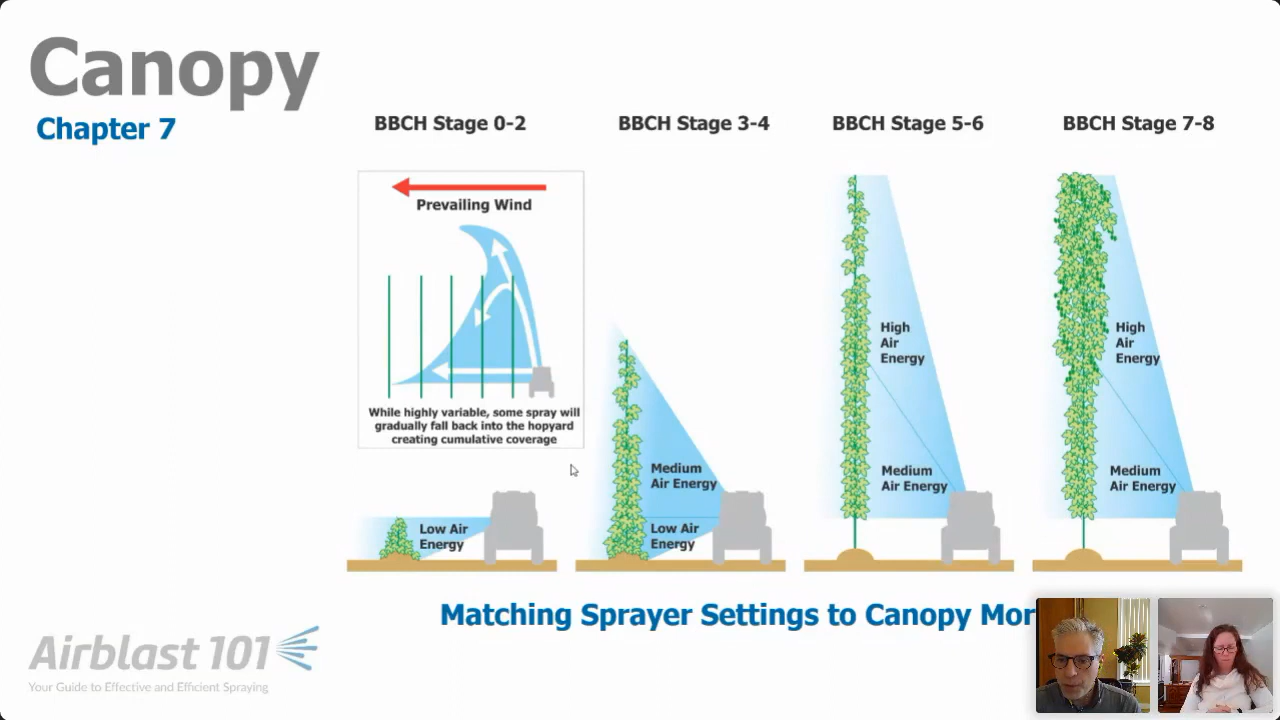 Canopy
Chapter 7
BBCH Stage 0-2
BBCH Stage 3-4
BBCH Stage 5-6
BBCH Stage 7-8
Prevailing Wind
While highly variable, some spray will
gradually fall back into the hopyard
creating cumulative coverage
Low Air
Energy
Medium
Air Energy
Low Air
Energy
High
Air
Energy
Medium
Air Energy
High
Air
Energy
Medium
Air Energy
Matching Sprayer Settings to Canopy Mor
Airblast 101
Your Guide to Effective and Efficient Spraying